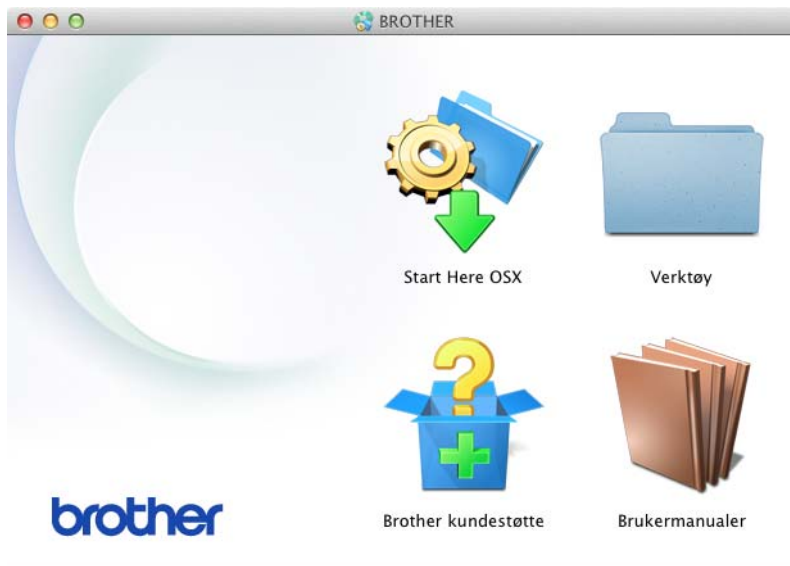 BROTHER
Start Here OSX
Verktøy
Brother kundestøtte
Brukermanualer
brother